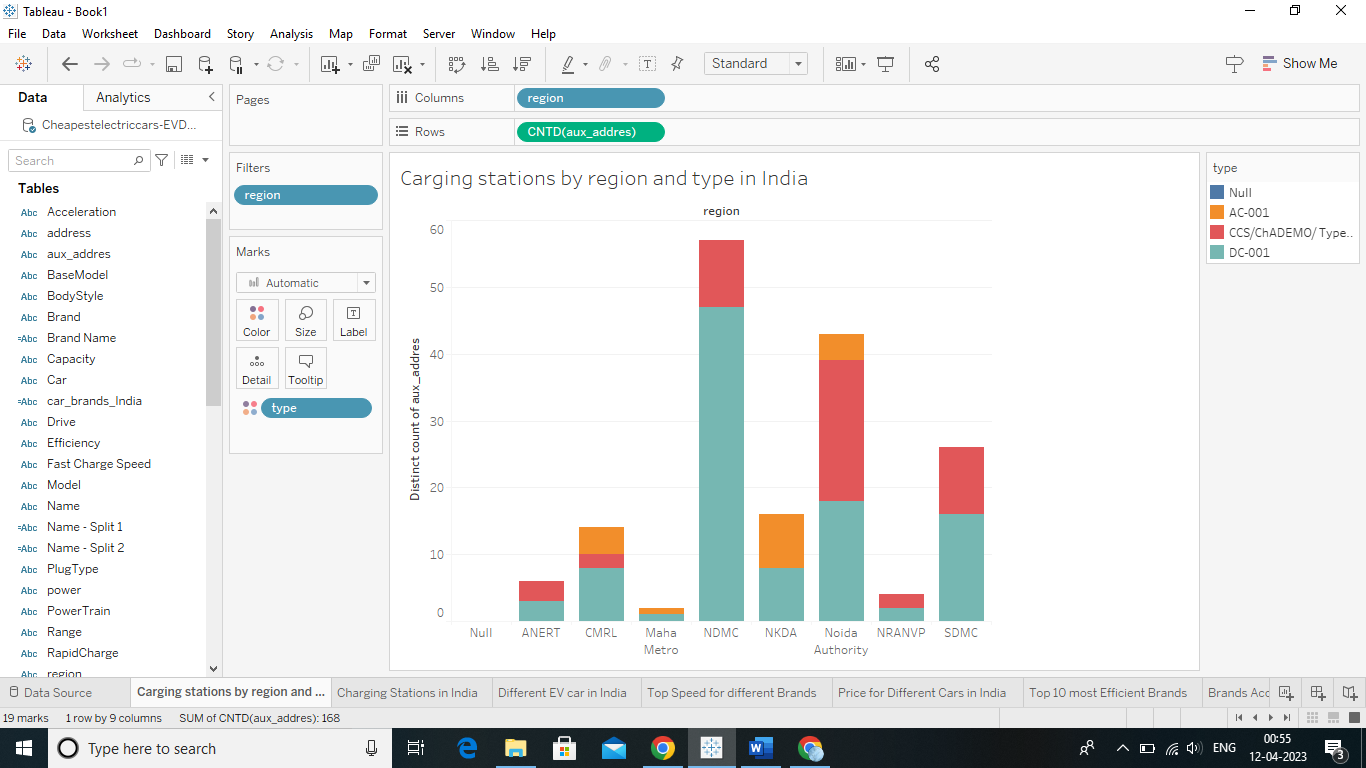 Tableau - Book1
File Data Worksheet Dashboard Story Analysis Map Format Server Window Help
Standard
Show Me
Data Analytics
Cheapestelectriccars-EVD...
Search
Tables
Abc Acceleration
Abc address
Abc aux_addres
Abc BaseModel
Abc BodyStyle
Abc Brand
=Abc Brand Name
Abc Capacity
Abc Car
=Abc car_brands_India
Abc Drive
Abc Efficiency
Abc Fast Charge Speed
Abc Model
Abc Name
=Abc Name - Split 1
=Abc Name - Split 2
Abc PlugType
Abc power
Abc PowerTrain
Abc Range
Abc RapidCharge
region
Pages
Filters
region
Marks
Automatic
Color Size Label
Detail Tooltip
type
Columns region
Rows CNTD(aux_addres)
Carging stations by region and type in India
region
Distinct count of aux_addres
60
50
40
30
20
10
0
Null ANERT CMRL Maha Metro NDMC NKDA Noida Authority NRANVP SDMC
type
Null
AC-001
CCS/ChADEMO/ Type..
DC-001
Data Source Carging stations by region and ... Charging Stations in India Different EV car in India Top Speed for different Brands Price for Different Cars in India Top 10 most Efficient Brands Brands Acc
19 marks 1 row by 9 columns SUM of CNTD(aux_addres): 168
Type here to search
ENG
00:55
12-04-2023
3